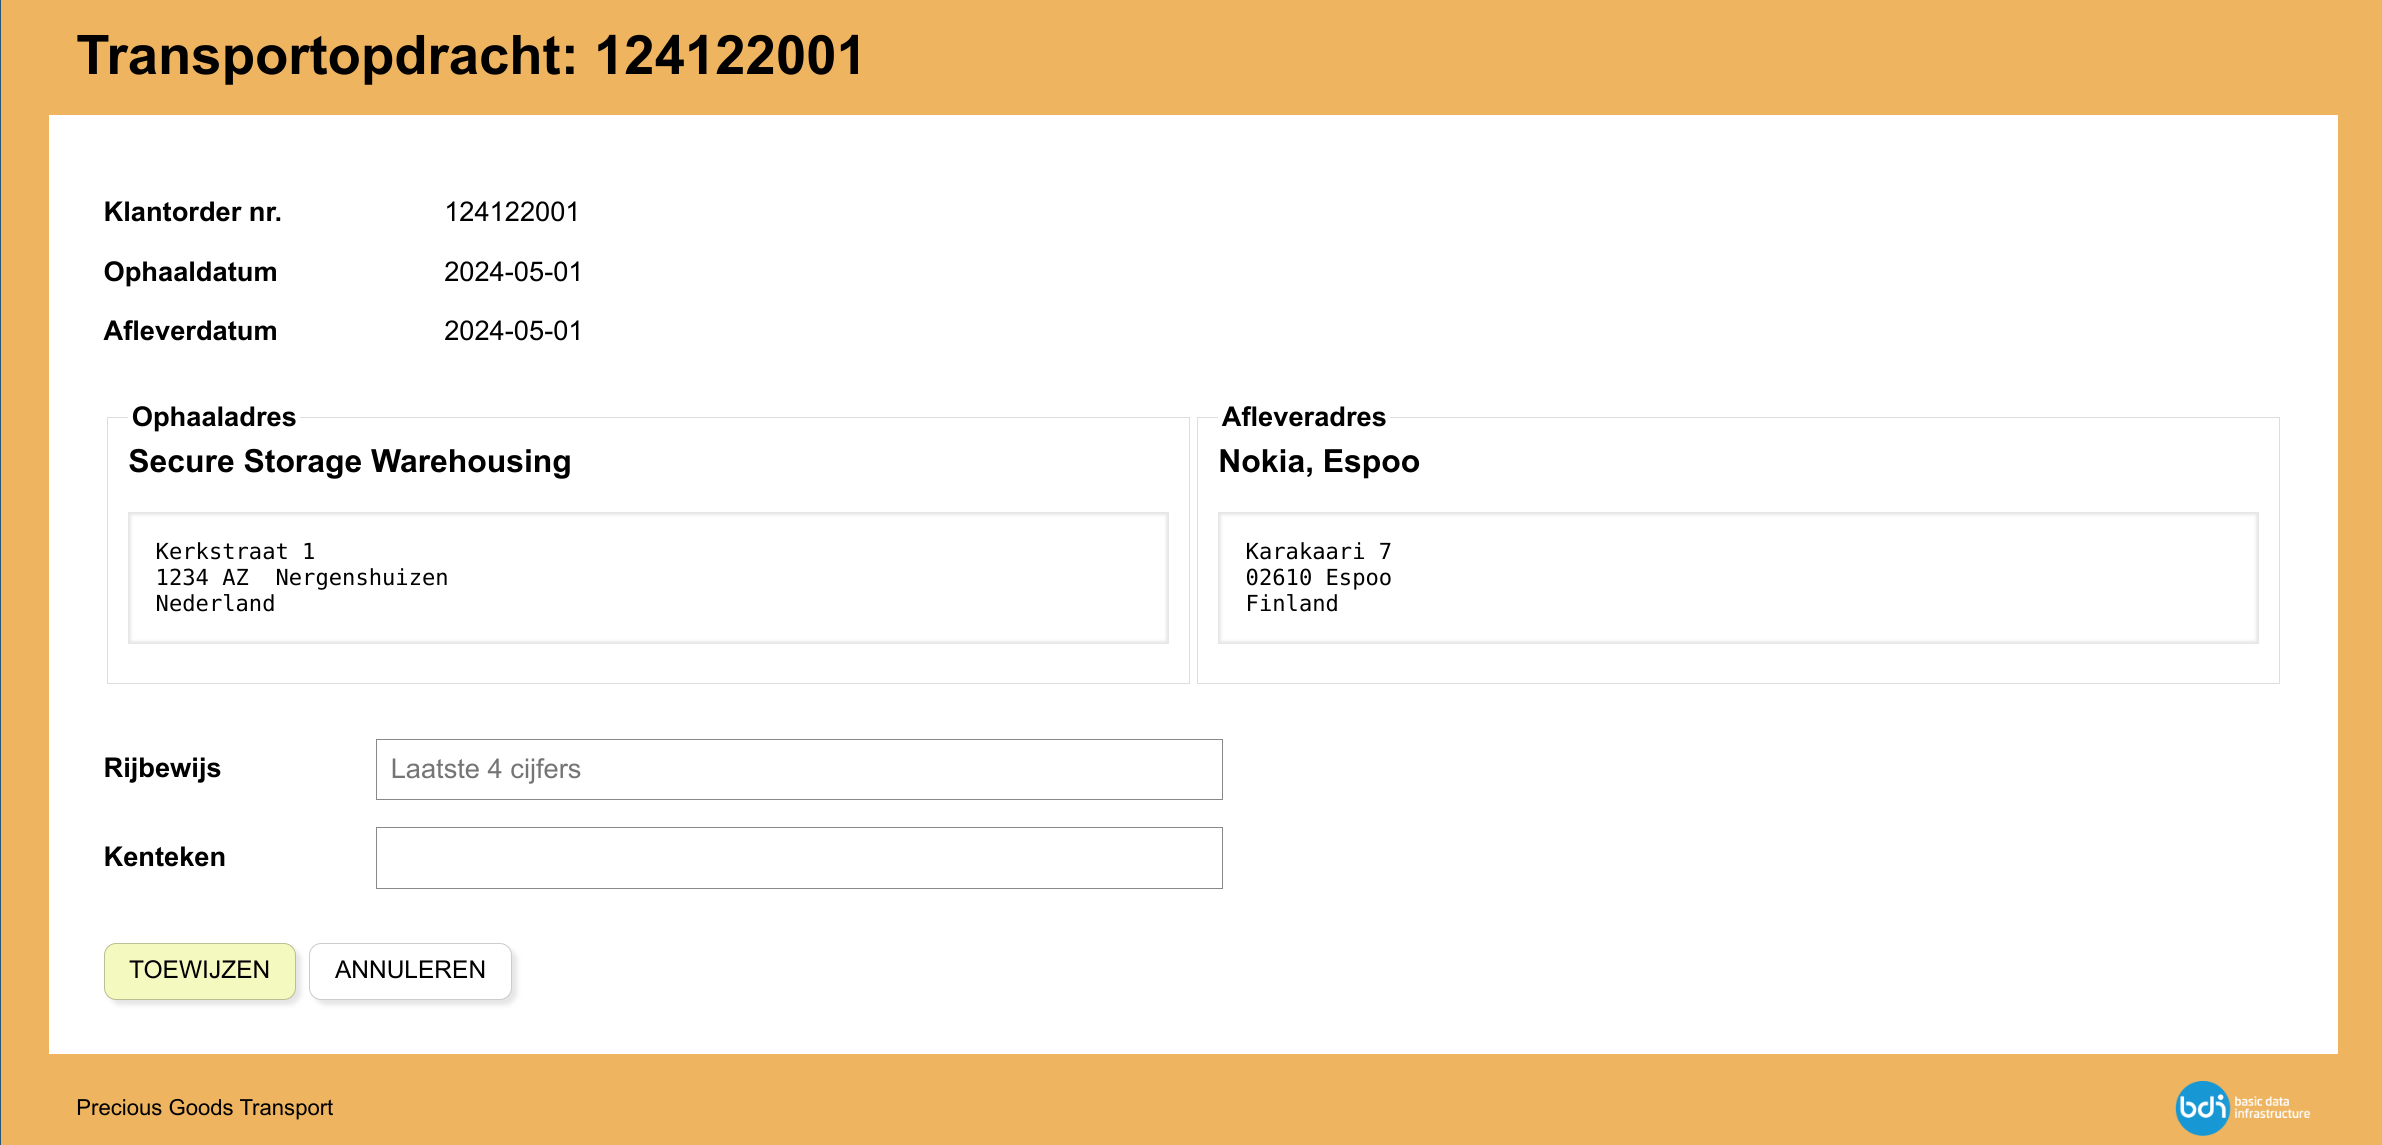 Transportopdracht: 124122001
Klantorder nr. 124122001
Ophaaldatum 2024-05-01
Afleverdatum 2024-05-01
Ophaaladres
Secure Storage Warehousing
Kerkstraat 1
1234 AZ  Nergenshuizen
Nederland
Afleveradres
Nokia, Espoo
Karakaari 7
02610 Espoo
Finland
Rijbewijs Laatste 4 cijfers
Kenteken
TOEWIJZEN ANNULEREN
Precious Goods Transport
bdi basic data
infrastructure